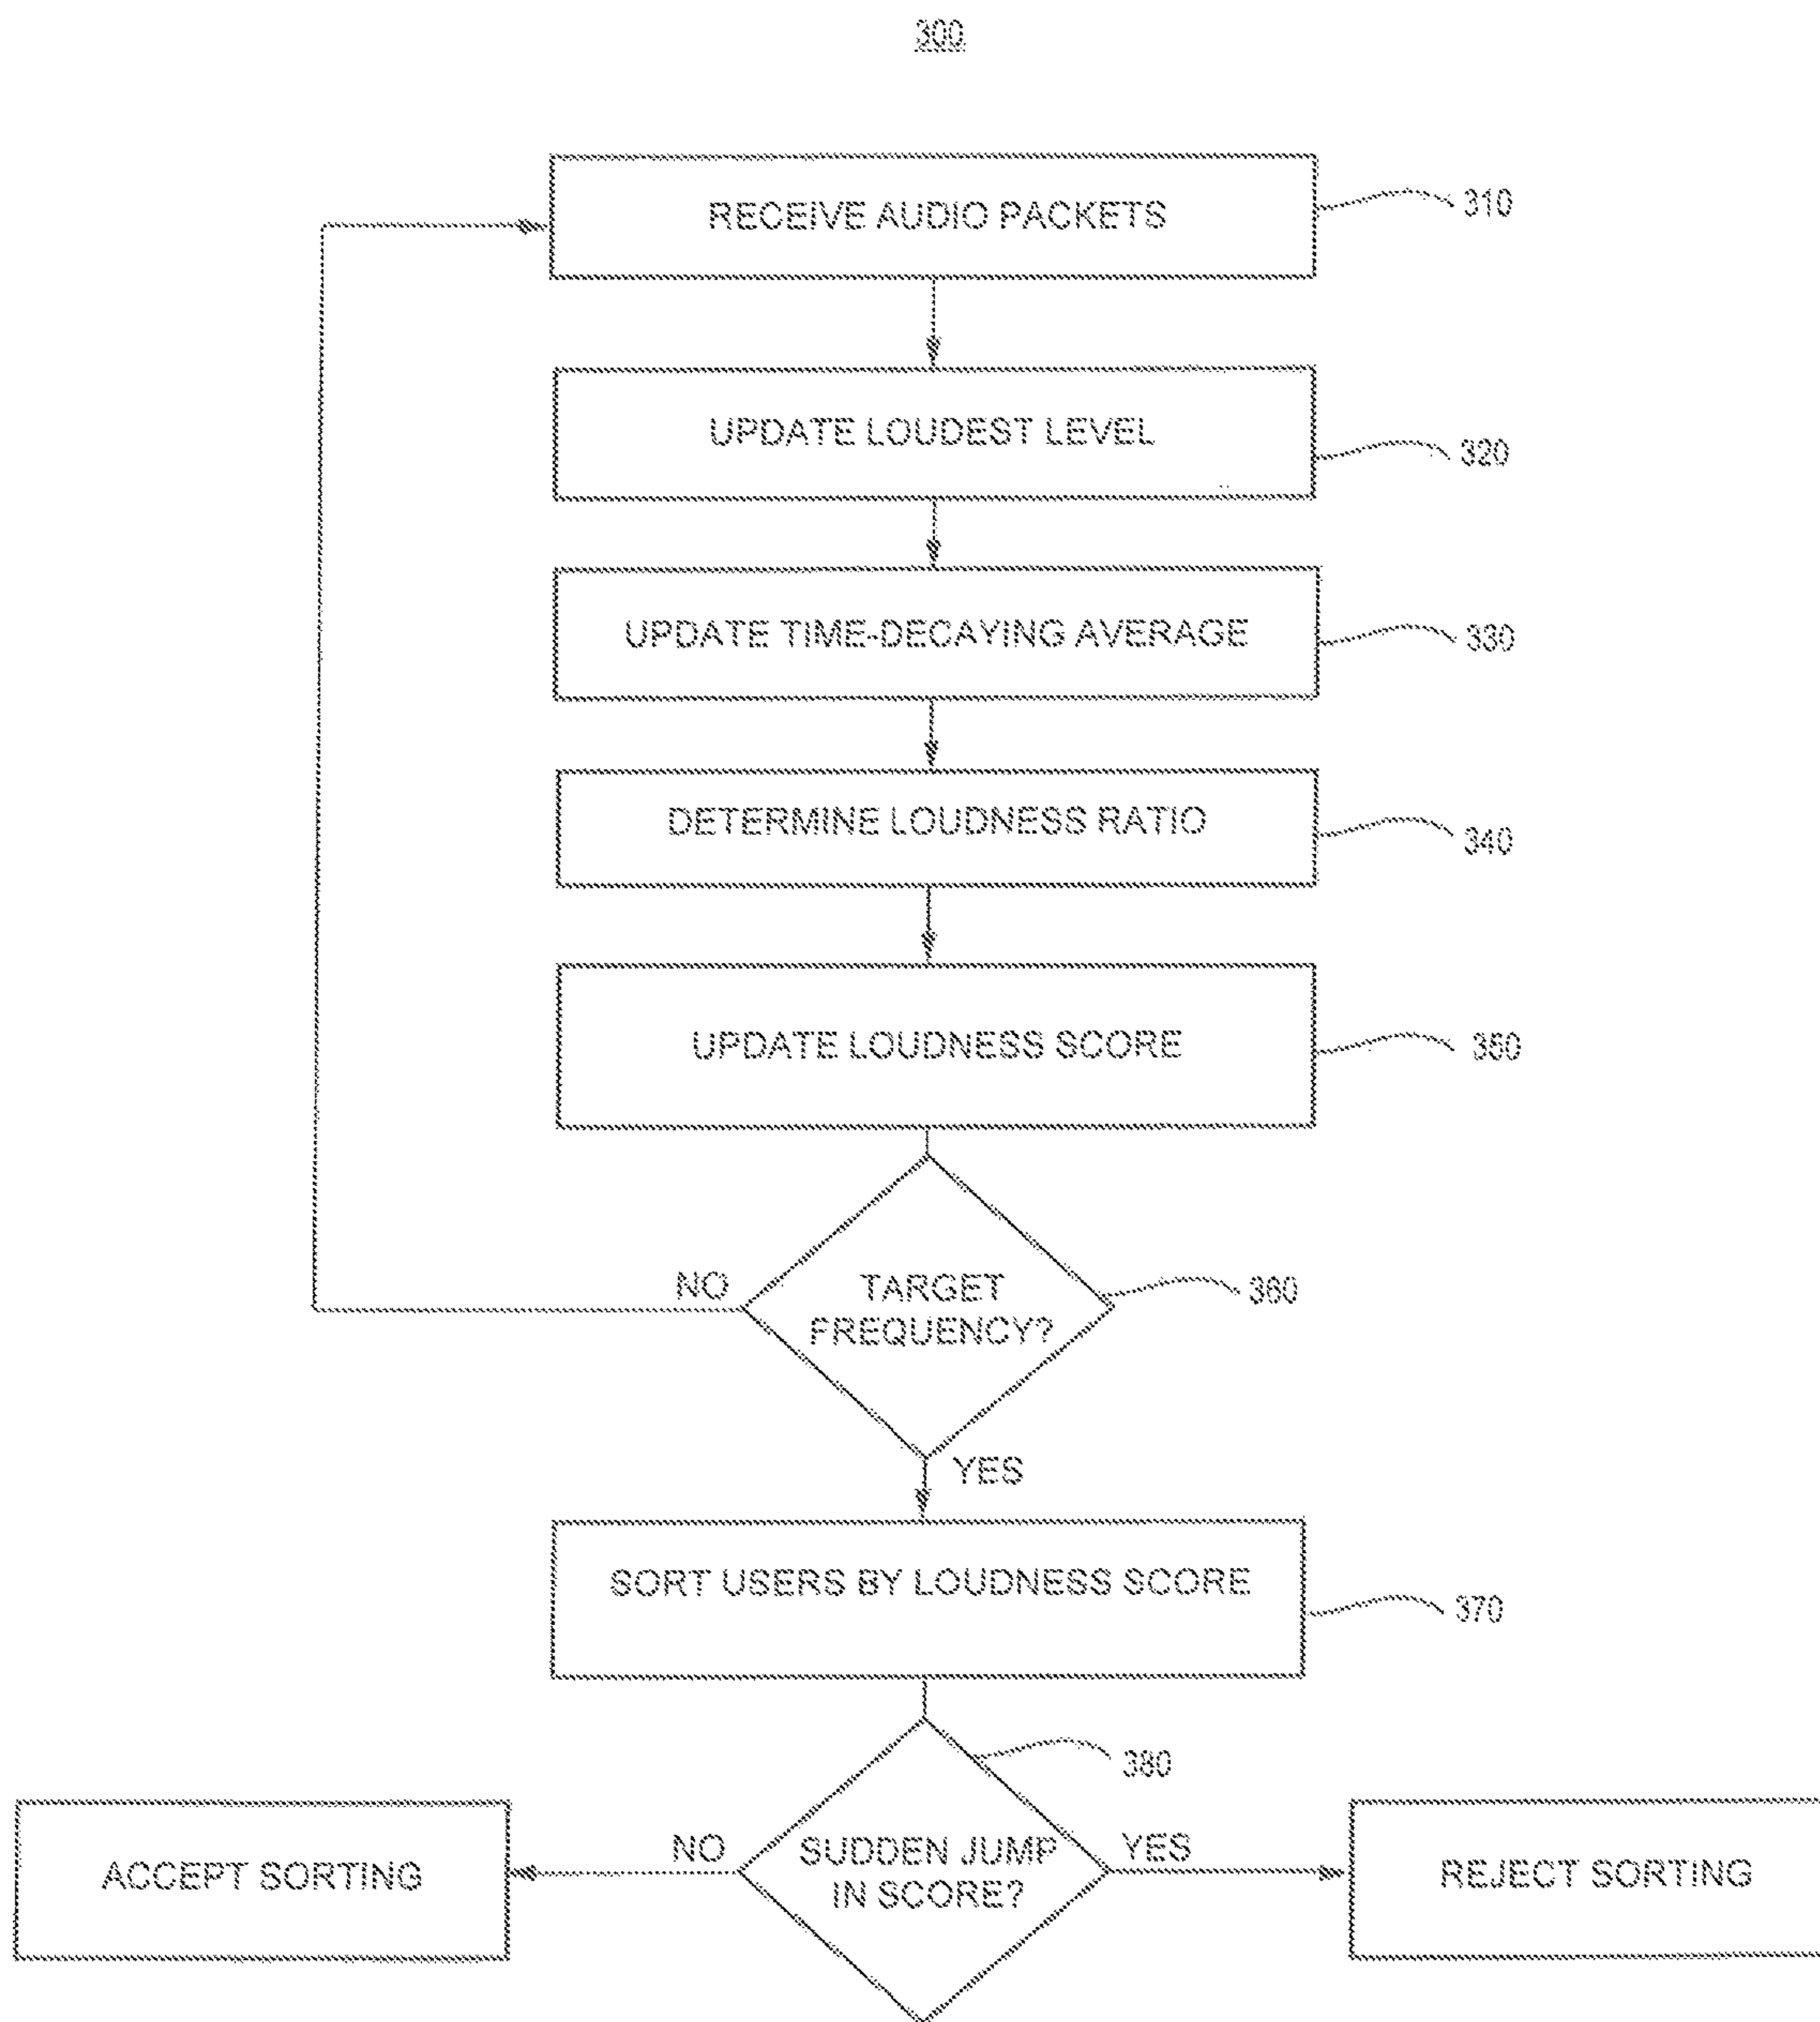 300
RECEIVE AUDIO PACKETS
310
UPDATE LOUDEST LEVEL
320
UPDATE TIME-DECAYING AVERAGE
330
DETERMINE LOUDNESS RATIO
340
UPDATE LOUDNESS SCORE
350
NO
TARGET
FREQUENCY?
360
YES
SORT USERS BY LOUDNESS SCORE
370
380
ACCEPT SORTING
NO
SUDDEN JUMP
IN SCORE?
YES
REJECT SORTING